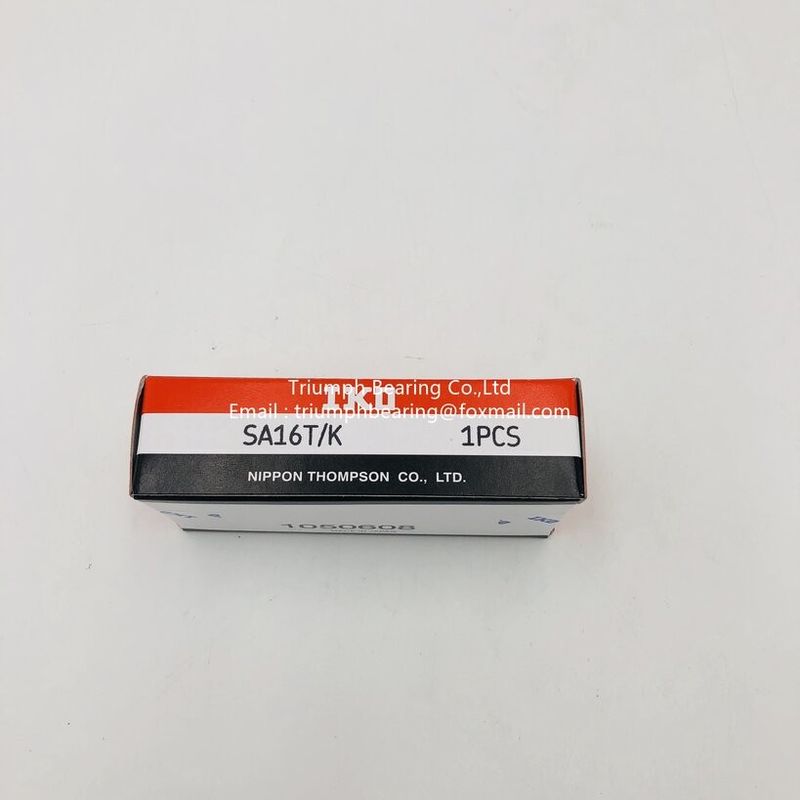 Triumph Bearing Co.,Ltd
IKO
Email : triumphbearing@foxmail.com
SA16T/K 1PCS
NIPPON THOMPSON CO., LTD.
1050608